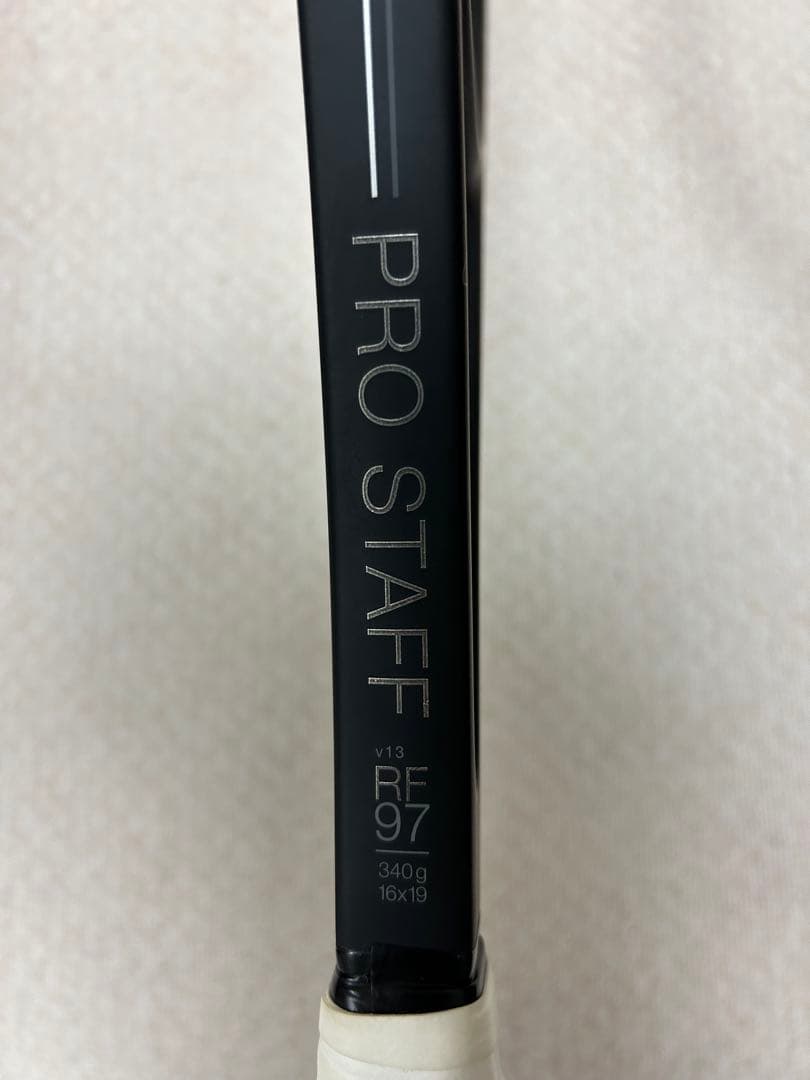 PRO STAFF
v13
RF
97
340g
16x19